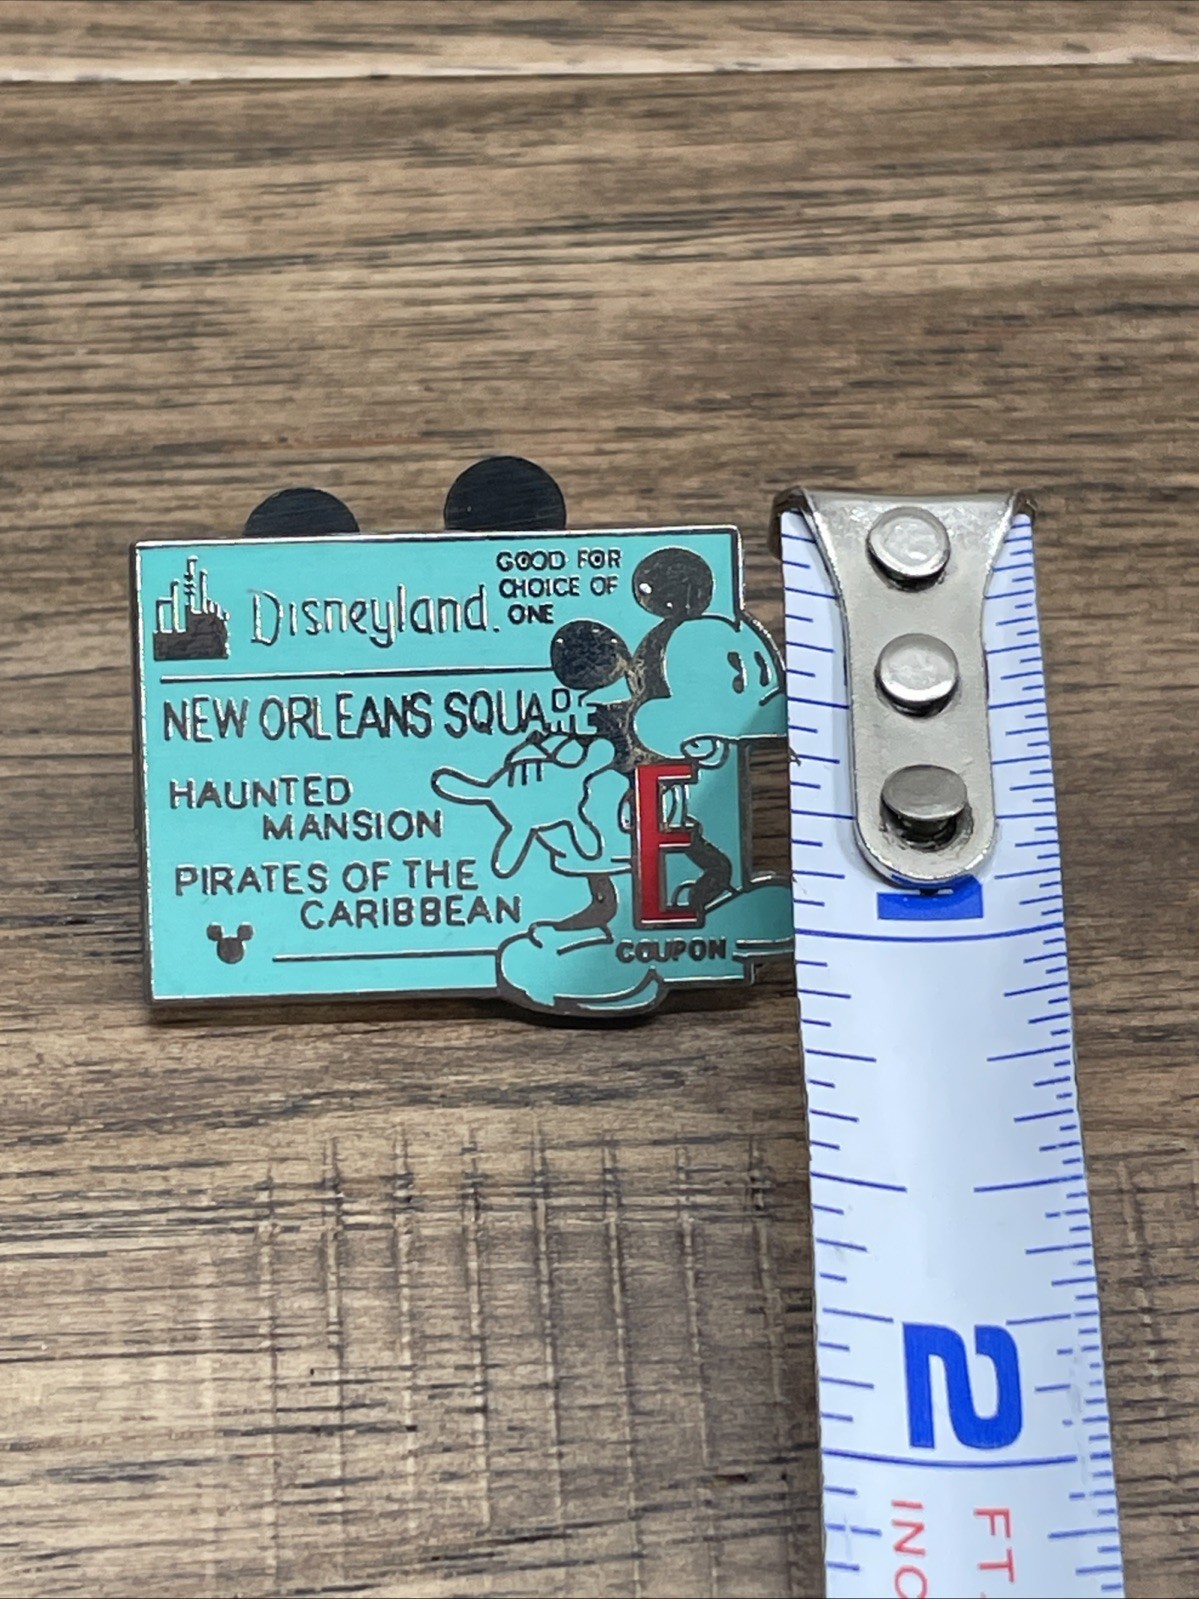 Disneyland.
GOOD FOR
CHOICE OF
ONE
NEW ORLEANS SQUARE
HAUNTED
MANSION
PIRATES OF THE
CARIBBEAN
E
COUPON
1
2
FT
INC